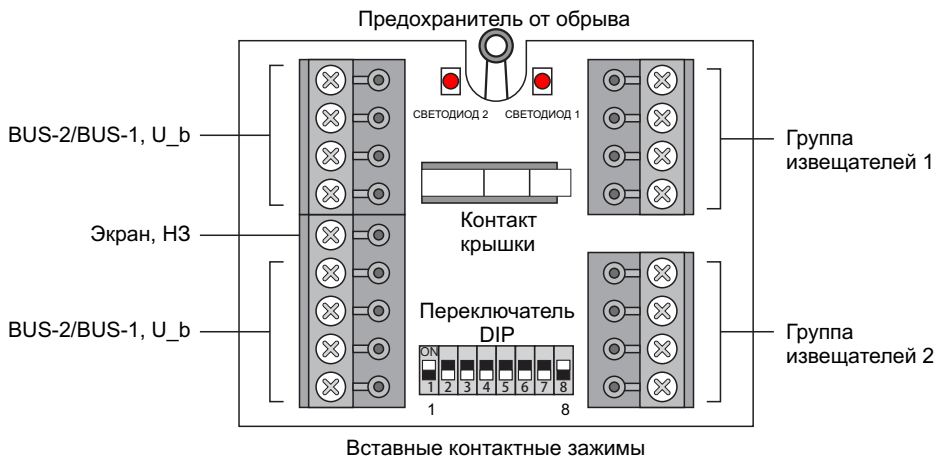 Предохранитель от обрыва
СВЕТОДИОД 2
СВЕТОДИОД 1
BUS-2/BUS-1, U_b
Группа
извещателей 1
Контакт
крышки
Экран, НЗ
BUS-2/BUS-1, U_b
Переключатель
DIP
Группа
извещателей 2
ON
1 2 3 4 5 6 7 8
1 8
Вставные контактные зажимы